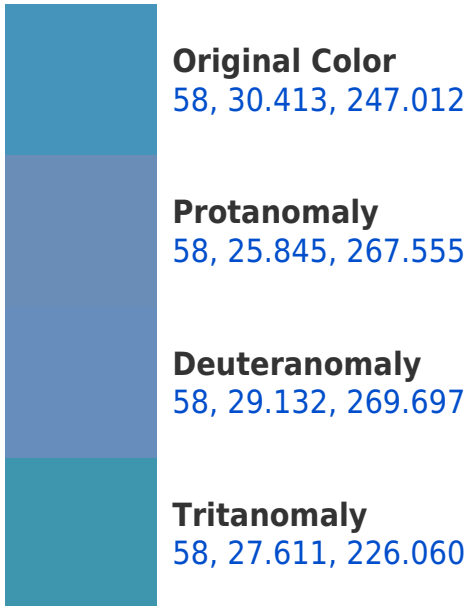 Original Color
58, 30.413, 247.012
Protanomaly
58, 25.845, 267.555
Deuteranomaly
58, 29.132, 269.697
Tritanomaly
58, 27.611, 226.060